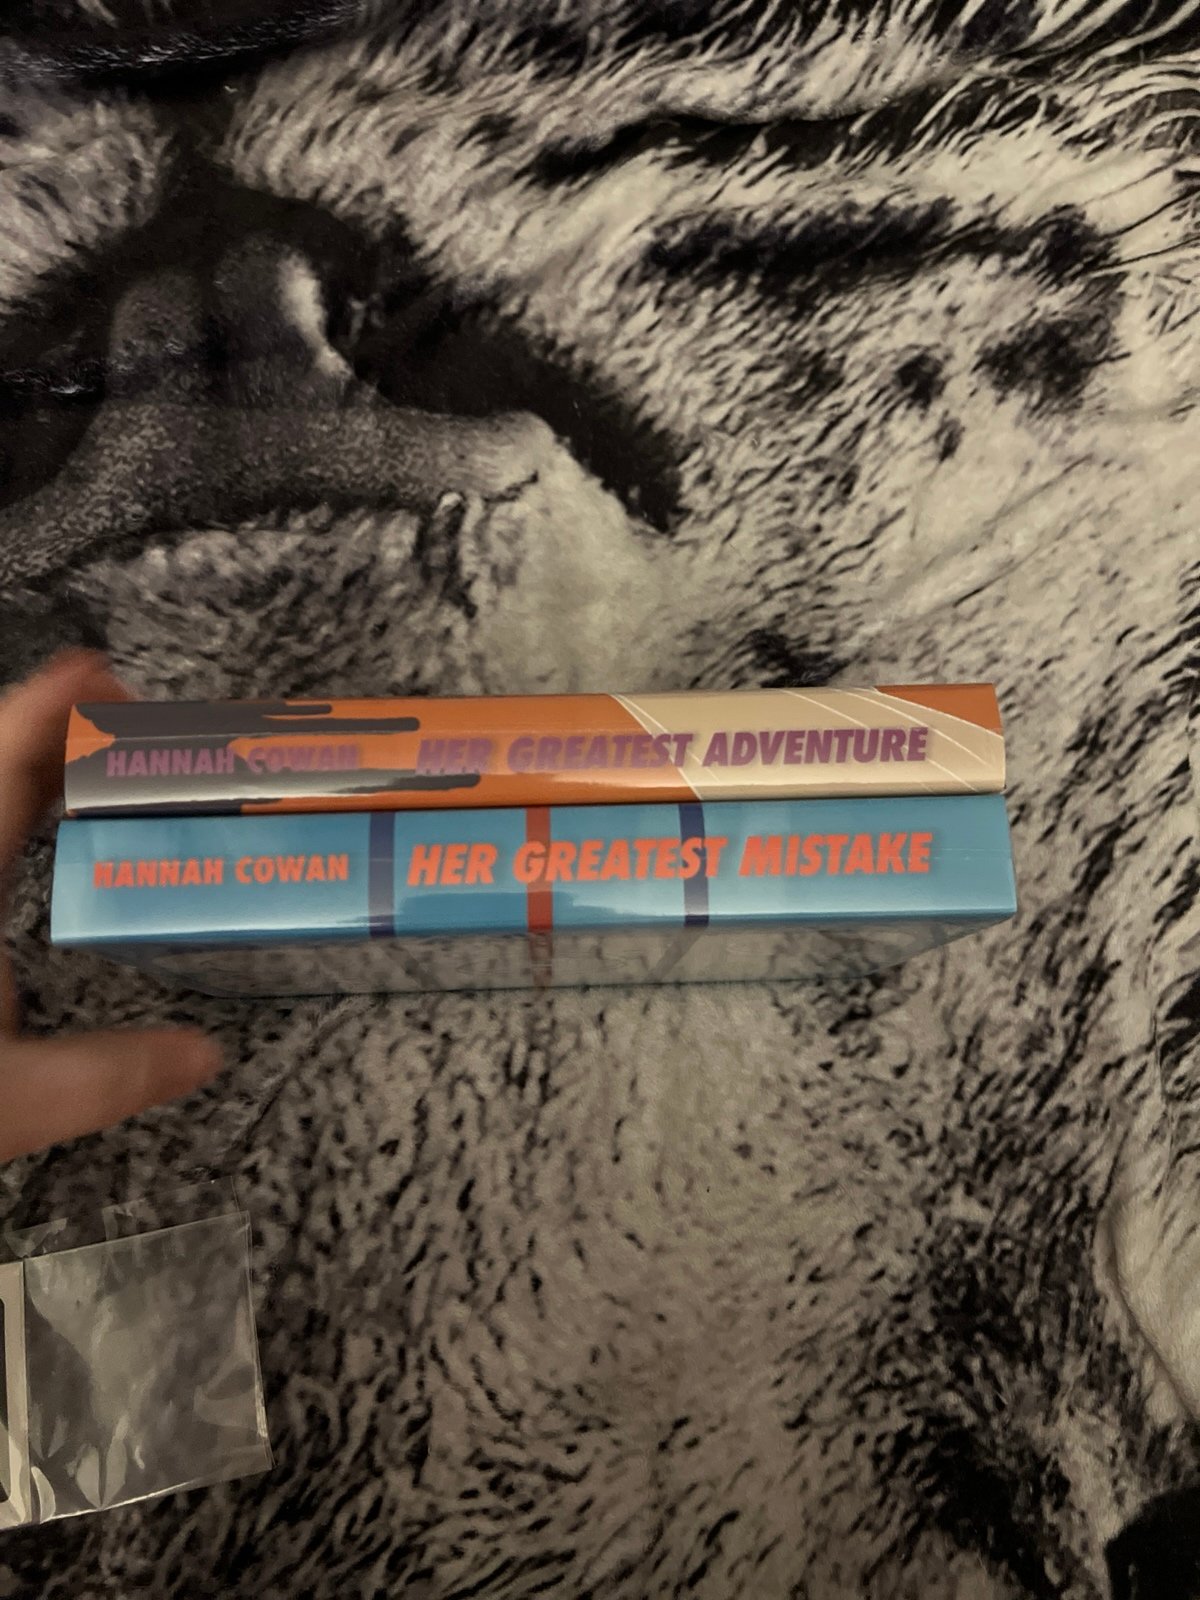 HANNAH COWAN HER GREATEST ADVENTURE
HANNAH COWAN HER GREATEST MISTAKE